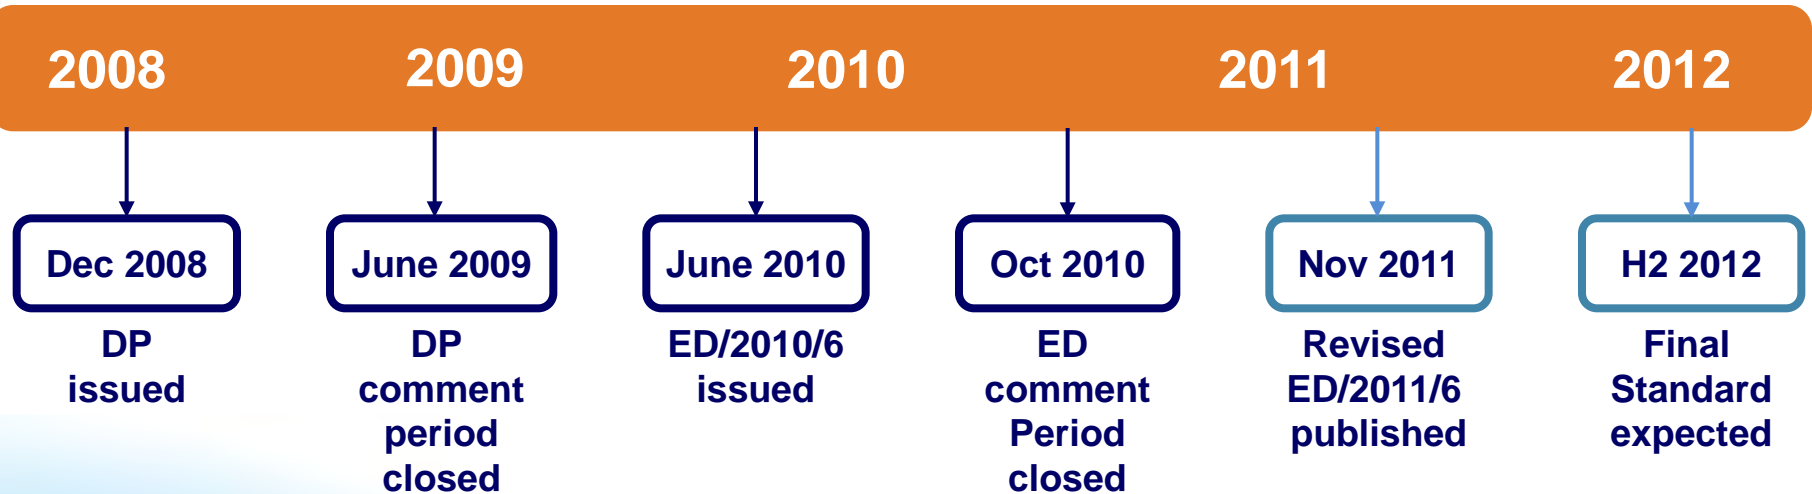 2008 2009 2010 2011 2012
Dec 2008
DP
issued
June 2009
DP
comment
period
closed
June 2010
ED/2010/6
issued
Oct 2010
ED
comment
Period
closed
Nov 2011
Revised
ED/2011/6
published
H2 2012
Final
Standard
expected